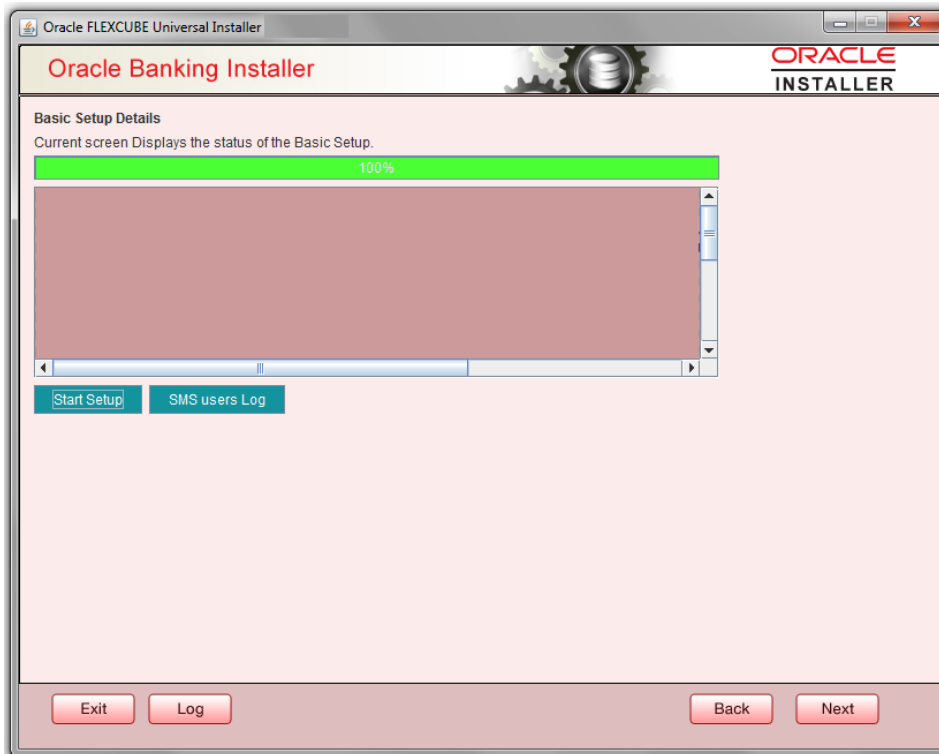 Oracle FLEXCUBE Universal Installer
Oracle Banking Installer
ORACLE
INSTALLER
Basic Setup Details
Current screen Displays the status of the Basic Setup.
100%
Start Setup SMS users Log
Exit Log Back Next